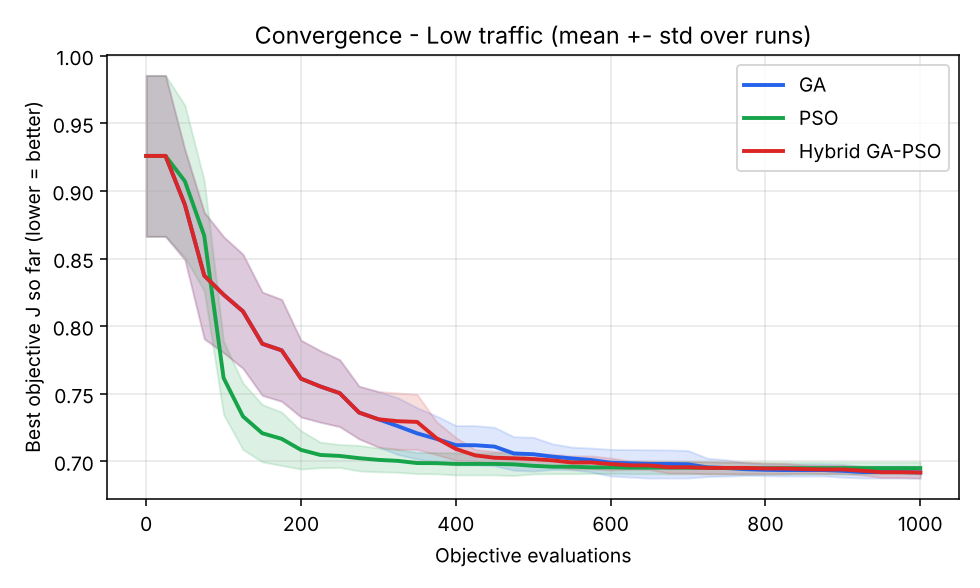 Convergence - Low traffic (mean +- std over runs)
1.00
0.95
0.90
0.85
0.80
0.75
0.70
Best objective J so far (lower = better)
GA
PSO
Hybrid GA-PSO
0 200 400 600 800 1000
Objective evaluations